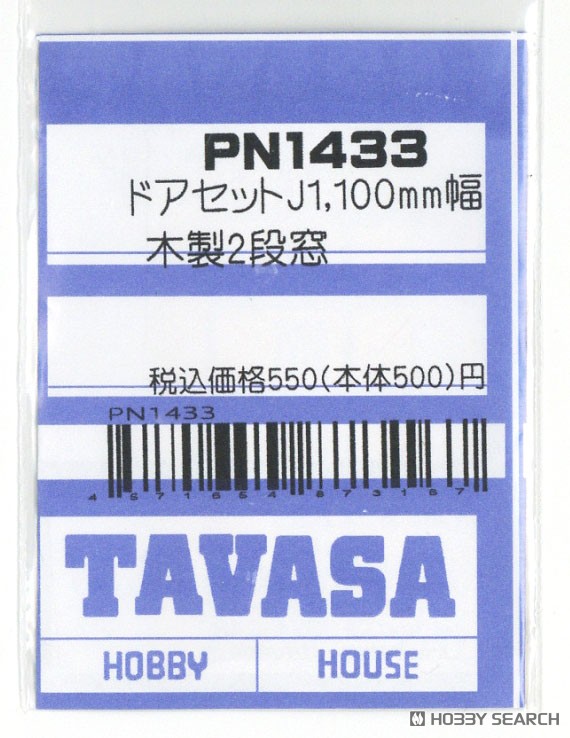 PN1433
ドアセットJ1,100mm幅
木製2段窓
税込価格550(本体500)円
PN1433
4571654873167
TAVASA
HOBBY HOUSE
HOBBY SEARCH